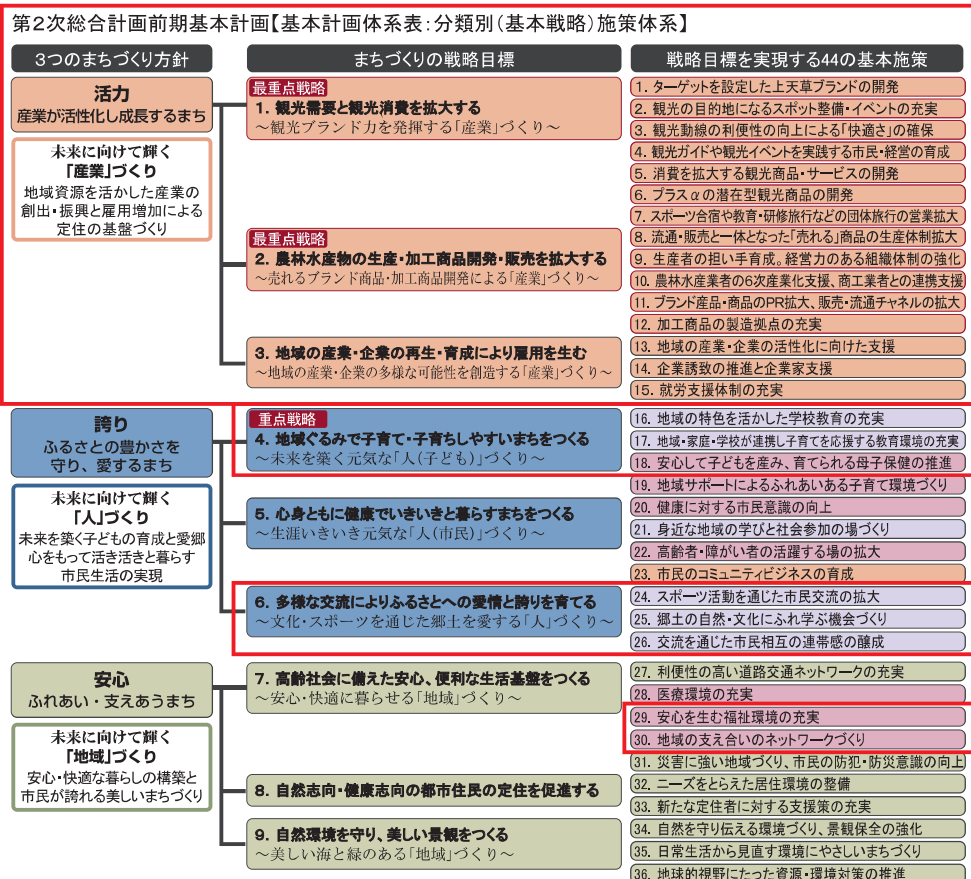 第2次総合計画前期基本計画【基本計画体系表:分類別(基本戦略)施策体系】
3つのまちづくり方針
まちづくりの戦略目標
戦略目標を実現する44の基本施策
活力
産業が活性化し成長するまち
未来に向けて輝く
「産業」づくり
地域資源を活かした産業の
創出・振興と雇用増加による
定住の基盤づくり
最重点戦略
1. 観光需要と観光消費を拡大する
~観光ブランド力を発揮する「産業」づくり~
最重点戦略
2. 農林水産物の生産・加工商品開発・販売を拡大する
~売れるブランド商品・加工商品開発による「産業」づくり~
3. 地域の産業・企業の再生・育成により雇用を生む
~地域の産業・企業の多様な可能性を創造する「産業」づくり~
1. ターゲットを設定した上天草ブランドの開発
2. 観光の目的地になるスポット整備・イベントの充実
3. 観光動線の利便性の向上による「快適さ」の確保
4. 観光ガイドや観光イベントを実践する市民・経営の育成
5. 消費を拡大する観光商品・サービスの開発
6. プラスαの潜在型観光商品の開発
7. スポーツ合宿や教育・研修旅行などの団体旅行の営業拡大
8. 流通・販売と一体となった「売れる」商品の生産体制拡大
9. 生産者の担い手育成。経営力のある組織体制の強化
10. 農林水産業者の6次産業化支援、商工業者との連携支援
11. ブランド産品・商品のPR拡大、販売・流通チャネルの拡大
12. 加工商品の製造拠点の充実
13. 地域の産業・企業の活性化に向けた支援
14. 企業誘致の推進と企業家支援
15. 就労支援体制の充実
誇り
ふるさとの豊かさを
守り、愛するまち
未来に向けて輝く
「人」づくり
未来を築く子どもの育成と愛郷
心をもって活き活きと暮らす
市民生活の実現
重点戦略
4. 地域ぐるみで子育て・子育ちしやすいまちをつくる
~未来を築く元気な「人(子ども)」づくり~
5. 心身ともに健康でいきいきと暮らすまちをつくる
~生涯いきいき元気な「人(市民)」づくり~
6. 多様な交流によりふるさとへの愛情と誇りを育てる
~文化・スポーツを通じた郷土を愛する「人」づくり~
16. 地域の特色を活かした学校教育の充実
17. 地域・家庭・学校が連携し子育てを応援する教育環境の充実
18. 安心して子どもを産み、育てられる母子保健の推進
19. 地域サポートによるふれあいある子育て環境づくり
20. 健康に対する市民意識の向上
21. 身近な地域の学びと社会参加の場づくり
22. 高齢者・障がい者の活躍する場の拡大
23. 市民のコミュニティビジネスの育成
24. スポーツ活動を通じた市民交流の拡大
25. 郷土の自然・文化にふれ学ぶ機会づくり
26. 交流を通じた市民相互の連帯感の醸成
安心
ふれあい・支えあうまち
未来に向けて輝く
「地域」づくり
安心・快適な暮らしの構築と
市民が誇れる美しいまちづくり
7. 高齢社会に備えた安心、便利な生活基盤をつくる
~安心・快適に暮らせる「地域」づくり~
8. 自然志向・健康志向の都市住民の定住を促進する
9. 自然環境を守り、美しい景観をつくる
~美しい海と緑のある「地域」づくり~
27. 利便性の高い道路交通ネットワークの充実
28. 医療環境の充実
29. 安心を生む福祉環境の充実
30. 地域の支え合いのネットワークづくり
31. 災害に強い地域づくり、市民の防犯・防災意識の向上
32. ニーズをとらえた居住環境の整備
33. 新たな定住者に対する支援策の充実
34. 自然を守り伝える環境づくり、景観保全の強化
35. 日常生活から見直す環境にやさしいまちづくり
36. 地球的視野にたった資源・環境対策の推進